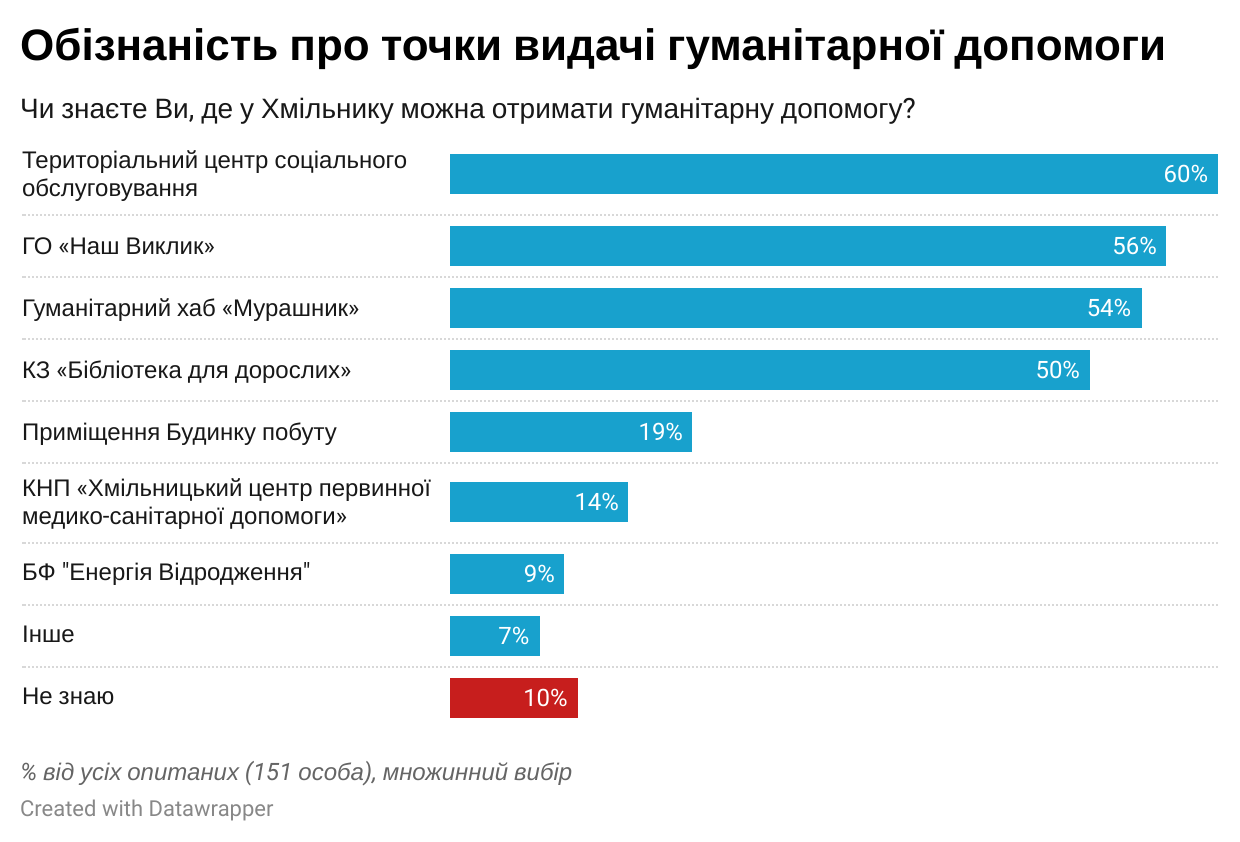 Обізнаність про точки видачі гуманітарної допомоги
Чи знаєте Ви, де у Хмільнику можна отримати гуманітарну допомогу?
Територіальний центр соціального
обслуговування
60%
ГО «Наш Виклик»
56%
Гуманітарний хаб «Мурашник»
54%
КЗ «Бібліотека для дорослих»
50%
Приміщення Будинку побуту
19%
КНП «Хмільницький центр первинної
медико-санітарної допомоги»
14%
БФ "Енергія Відродження"
9%
Інше
7%
Не знаю
10%
% від усіх опитаних (151 особа), множинний вибір
Created with Datawrapper